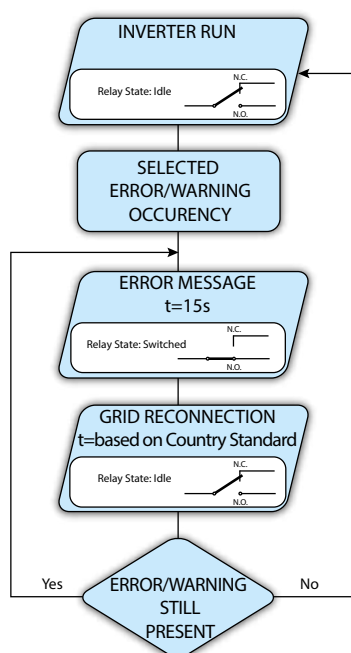 INVERTER RUN
N.C.
Relay State: Idle
N.O.
SELECTED
ERROR/WARNING
OCCURENCY
ERROR MESSAGE
t=15s
N.C.
Relay State: Switched
N.O.
GRID RECONNECTION
t=based on Country Standard
N.C.
Relay State: Idle
N.O.
Yes
No
ERROR/WARNING
STILL
PRESENT